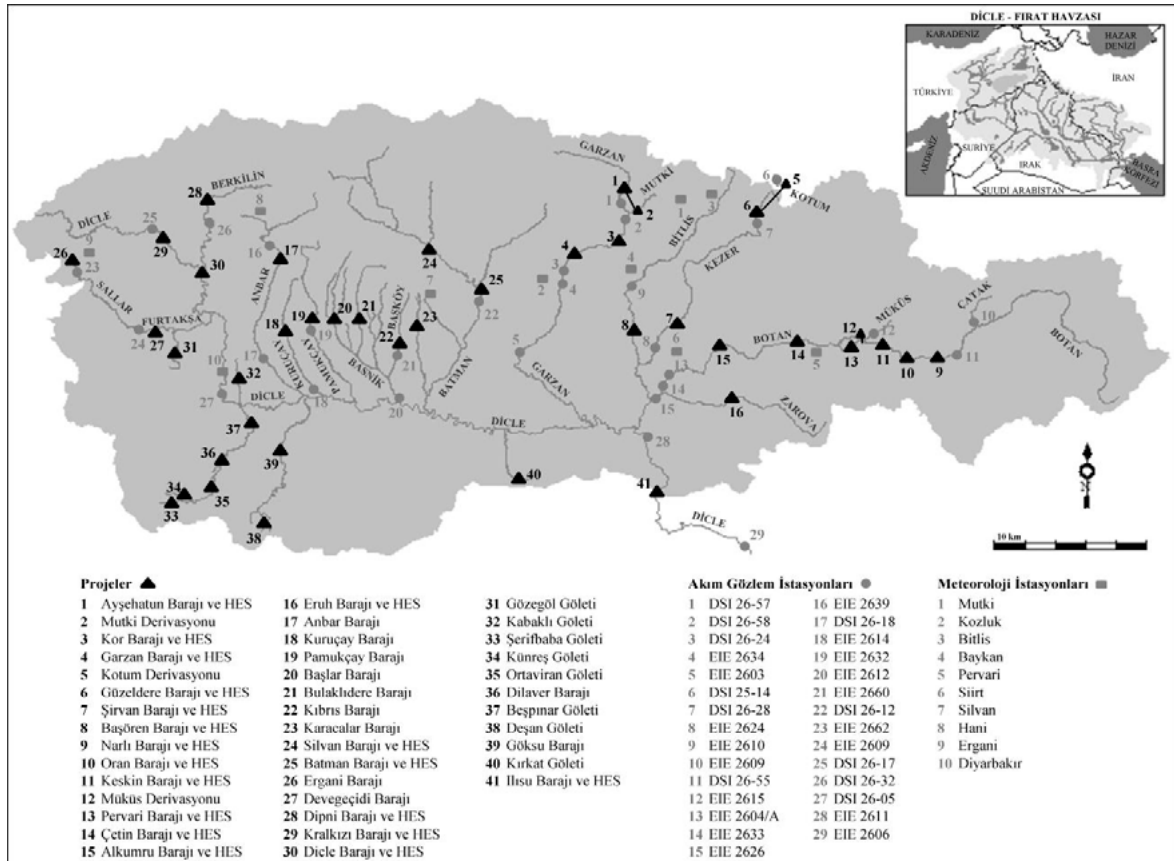 DİCLE - FIRAT HAVZASI
KARADENİZ
HAZAR DENİZİ
TÜRKİYE
İRAN
AKDENİZ
SURİYE
IRAK
BASRA KÖRFEZİ
SUUDİ ARABİSTAN
GARZAN
MUTKI
BİTLİS
KOTUM
KEZER
BERKİLİN
DİCLE
SALLAR
FURTAKŞA
ANBAR
KURUÇAY
PAMUKÇAY
BASNİK
BAŞKÖY
BATMAN
GARZAN
BOTAN
MÜKÜS
ÇATAK
BOTAN
ZAROVA
DİCLE
DİCLE
DİCLE
10 km
Projeler
1 Ayşehatun Barajı ve HES
2 Mutki Derivasyonu
3 Kor Barajı ve HES
4 Garzan Barajı ve HES
5 Kotum Derivasyonu
6 Güzeldere Barajı ve HES
7 Şirvan Barajı ve HES
8 Başören Barajı ve HES
9 Narlı Barajı ve HES
10 Oran Barajı ve HES
11 Keskin Barajı ve HES
12 Müküs Derivasyonu
13 Pervari Barajı ve HES
14 Çetin Barajı ve HES
15 Alkumru Barajı ve HES
16 Eruh Barajı ve HES
17 Anbar Barajı
18 Kuruçay Barajı
19 Pamukçay Barajı
20 Başlar Barajı
21 Bulaklıdere Barajı
22 Kıbrıs Barajı
23 Karacalar Barajı
24 Silvan Barajı ve HES
25 Batman Barajı ve HES
26 Ergani Barajı
27 Devegeçidi Barajı
28 Dipni Barajı ve HES
29 Kralkızı Barajı ve HES
30 Dicle Barajı ve HES
31 Gözegöl Göleti
32 Kabaklı Göleti
33 Şerifbaba Göleti
34 Künreş Göleti
35 Ortaviran Göleti
36 Dilaver Barajı
37 Beşpınar Göleti
38 Deşan Göleti
39 Göksu Barajı
40 Kırkat Göleti
41 Ilısu Barajı ve HES
Akım Gözlem İstasyonları
1 DSI 26-57
2 DSI 26-58
3 DSI 26-24
4 EIE 2634
5 EIE 2603
6 DSI 25-14
7 DSI 26-28
8 EIE 2624
9 EIE 2610
10 EIE 2609
11 DSI 26-55
12 EIE 2615
13 EIE 2604/A
14 EIE 2633
15 EIE 2626
16 EIE 2639
17 DSI 26-18
18 EIE 2614
19 EIE 2632
20 EIE 2612
21 EIE 2660
22 DSI 26-12
23 EIE 2662
24 EIE 2609
25 DSI 26-17
26 DSI 26-32
27 DSI 26-05
28 EIE 2611
29 EIE 2606
Meteoroloji İstasyonları
1 Mutki
2 Kozluk
3 Bitlis
4 Baykan
5 Pervari
6 Siirt
7 Silvan
8 Hani
9 Ergani
10 Diyarbakır